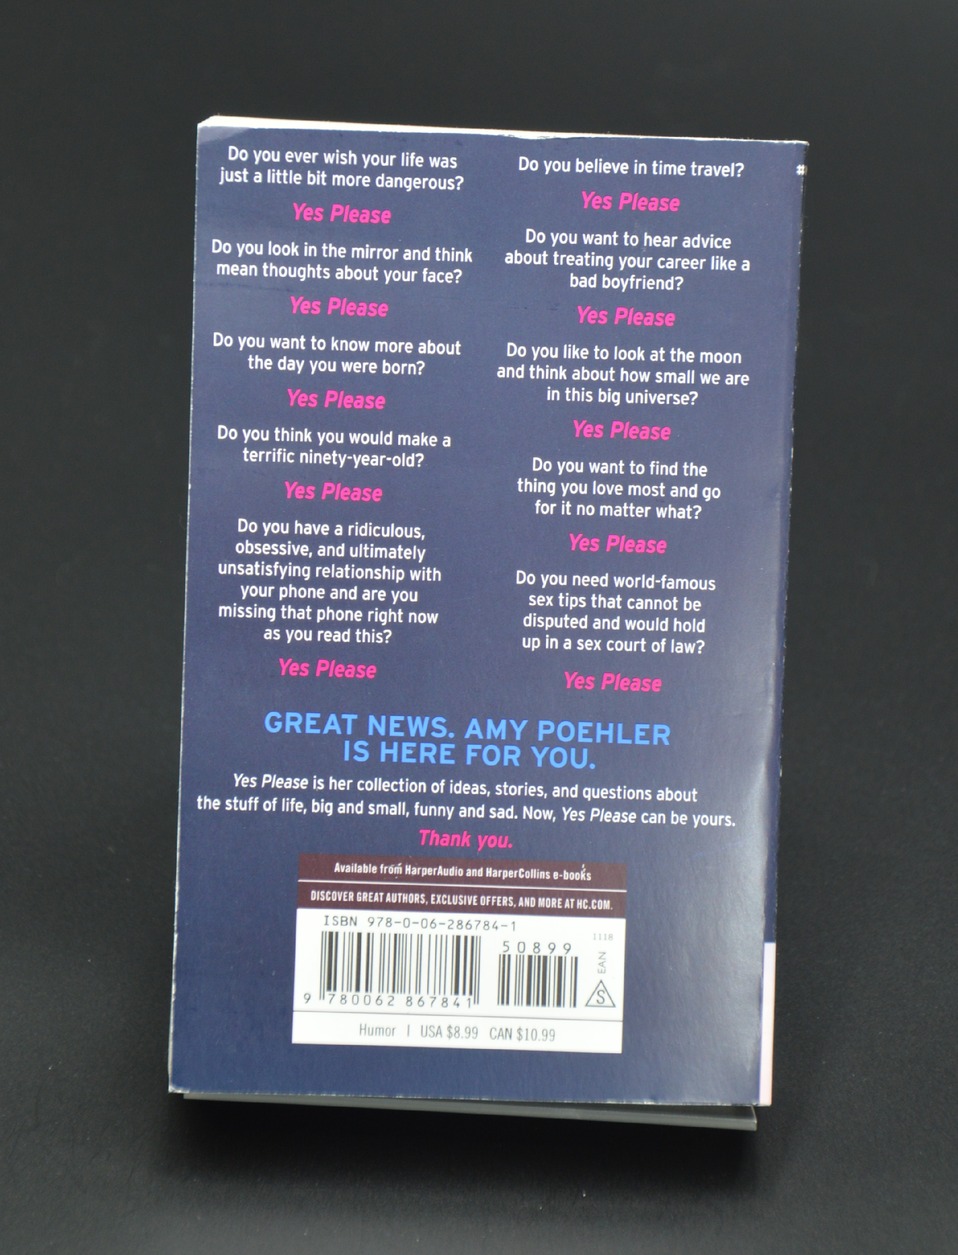 Do you ever wish your life was
just a little bit more dangerous?
Yes Please
Do you look in the mirror and think
mean thoughts about your face?
Yes Please
Do you want to know more about
the day you were born?
Yes Please
Do you think you would make a
terrific ninety-year-old?
Yes Please
Do you have a ridiculous,
obsessive, and ultimately
unsatisfying relationship with
your phone and are you
missing that phone right now
as you read this?
Yes Please
Do you believe in time travel?
Yes Please
Do you want to hear advice
about treating your career like a
bad boyfriend?
Yes Please
Do you like to look at the moon
and think about how small we are
in this big universe?
Yes Please
Do you want to find the
thing you love most and go
for it no matter what?
Yes Please
Do you need world-famous
sex tips that cannot be
disputed and would hold
up in a sex court of law?
Yes Please
#
GREAT NEWS. AMY POEHLER
IS HERE FOR YOU.
Yes Please is her collection of ideas, stories, and questions about
the stuff of life, big and small, funny and sad. Now, Yes Please can be yours.
Thank you.
Available from HarperAudio and HarperCollins e-books
DISCOVER GREAT AUTHORS, EXCLUSIVE OFFERS, AND MORE AT HC.COM.
ISBN 978-0-06-286784-1
50899
1118
EAN
S
9 780062 867841
Humor | USA $8.99 CAN $10.99